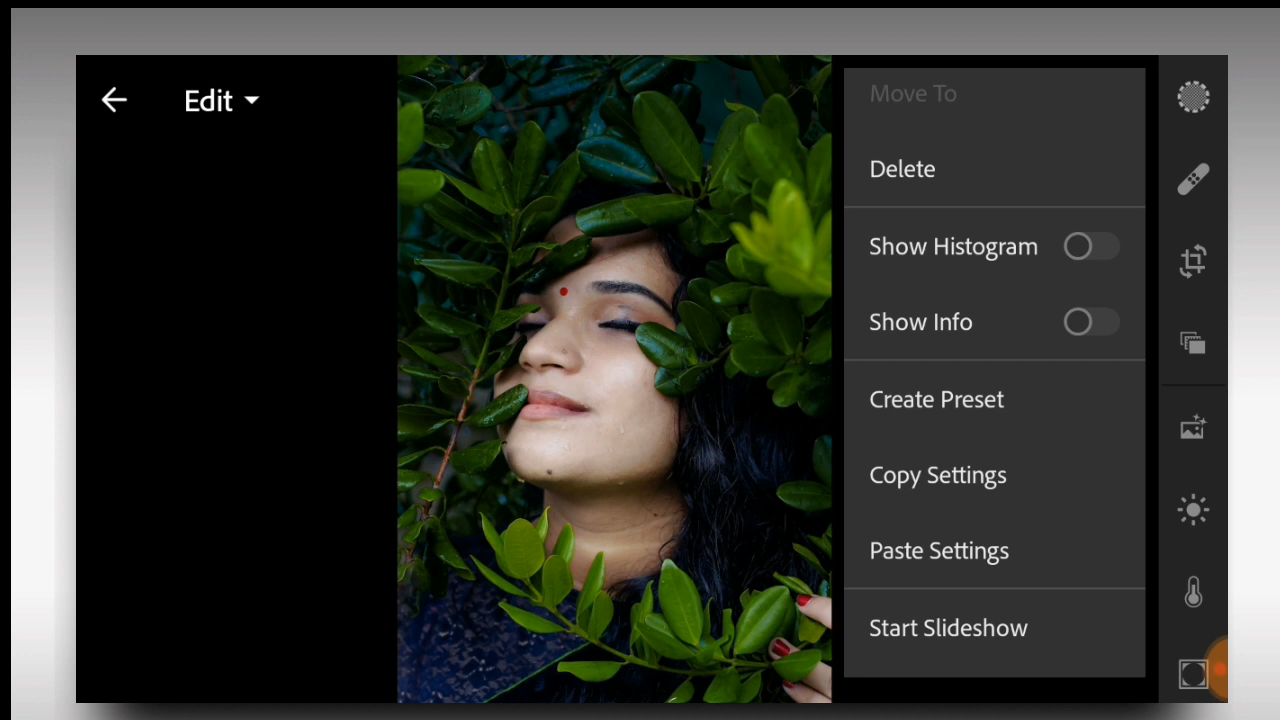 Edit
Move To
Delete
Show Histogram
Show Info
Create Preset
Copy Settings
Paste Settings
Start Slideshow